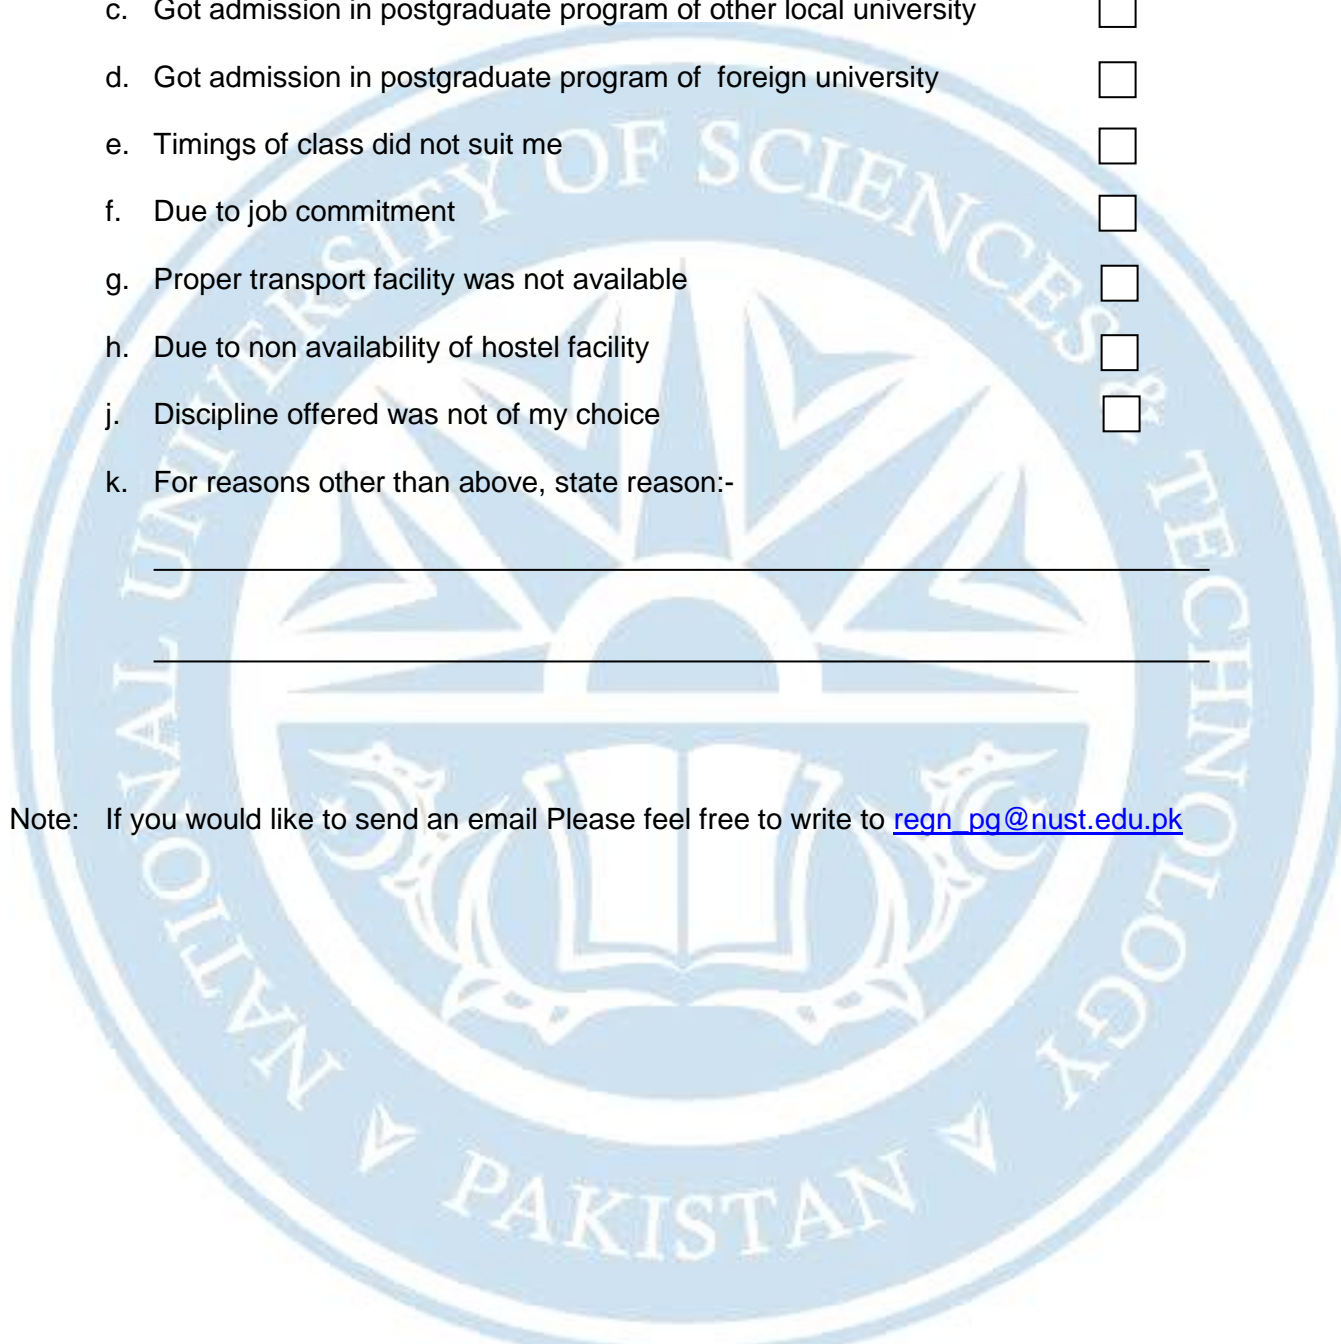 c. Got admission in postgraduate program of other local university
d. Got admission in postgraduate program of foreign university
e. Timings of class did not suit me
f. Due to job commitment
g. Proper transport facility was not available
h. Due to non availability of hostel facility
j. Discipline offered was not of my choice
k. For reasons other than above, state reason:-
Note: If you would like to send an email Please feel free to write to regn_pg@nust.edu.pk
NATIONAL UNIVERSITY OF SCIENCES & TECHNOLOGY
PAKISTAN